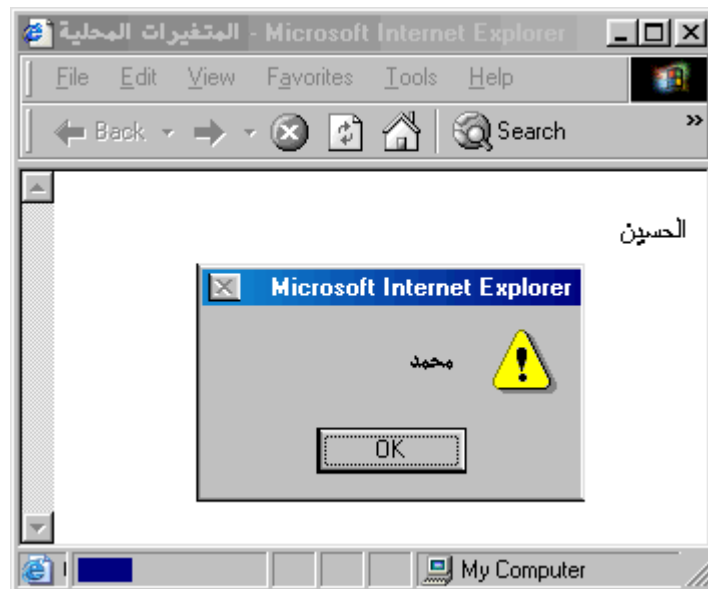 المتغيرات المحلية - Microsoft Internet Explorer
File Edit View Favorites Tools Help
Back Search »
الحسين
Microsoft Internet Explorer
محمد
OK
My Computer